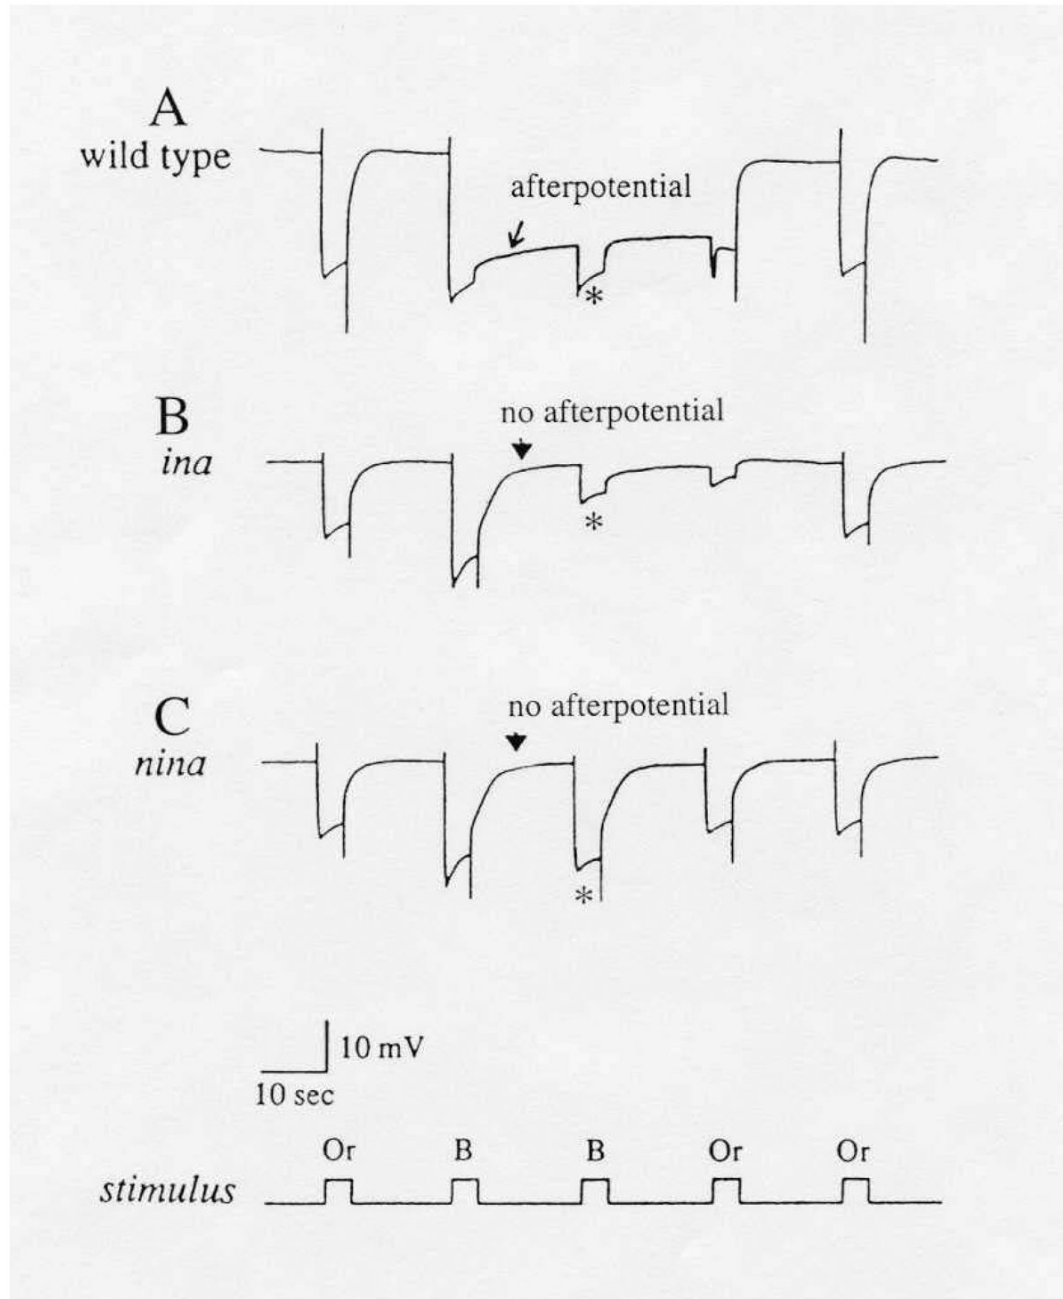 A
wild type
afterpotential
*
B
ina
no afterpotential
*
C
nina
no afterpotential
*
10 mV
10 sec
Or B B Or Or
stimulus